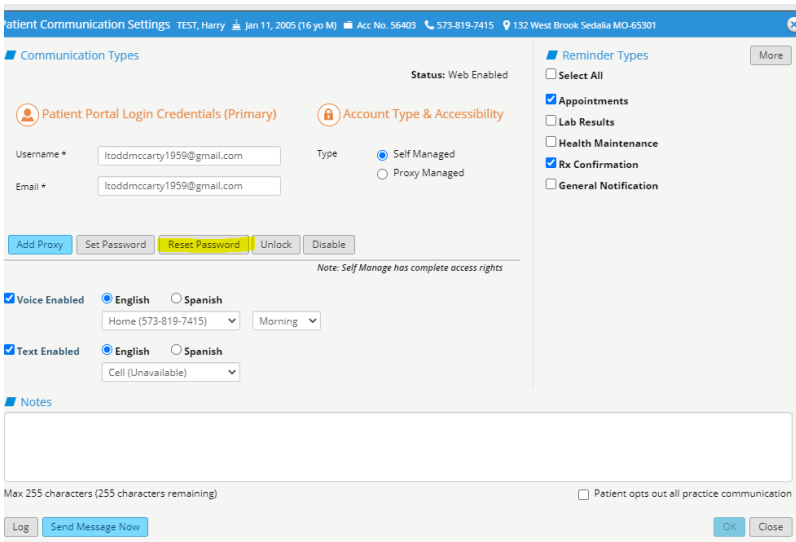 Patient Communication Settings TEST, Harry Jan 11, 2005 (16 yo M) Acc No. 56403 573-819-7415 132 West Brook Sedalia MO-65301
Communication Types
Status: Web Enabled
Patient Portal Login Credentials (Primary)
Account Type & Accessibility
Username * ltoddmccarty1959@gmail.com
Type Self Managed
Proxy Managed
Email * ltoddmccarty1959@gmail.com
Add Proxy Set Password Reset Password Unlock Disable
Note: Self Manage has complete access rights
Voice Enabled English Spanish
Home (573-819-7415) Morning
Text Enabled English Spanish
Cell (Unavailable)
Reminder Types More
Select All
Appointments
Lab Results
Health Maintenance
Rx Confirmation
General Notification
Notes
Max 255 characters (255 characters remaining)
Patient opts out all practice communication
Log Send Message Now OK Close